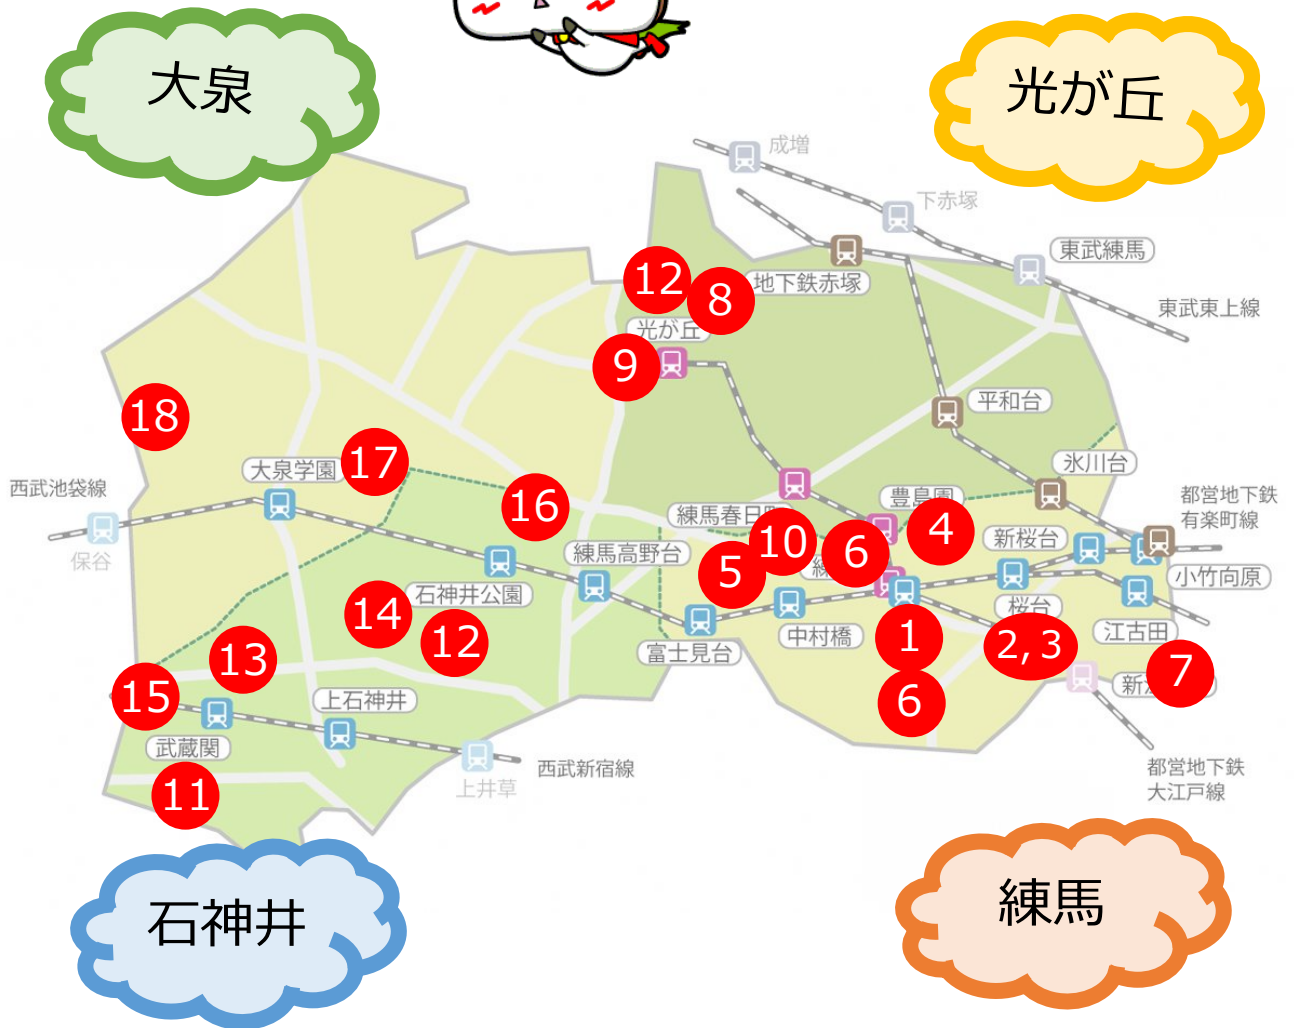 大泉
光が丘
成増
下赤塚
東武練馬
地下鉄赤塚
東武東上線
12
8
光が丘
9
平和台
18
大泉学園
17
氷川台
西武池袋線
保谷
16
豊島園
都営地下鉄
有楽町線
練馬春日町
10
6
4
新桜台
練馬高野台
5
練
小竹向原
石神井公園
14
12
桜台
中村橋
1
2,3
江古田
富士見台
13
7
15
上石神井
6
新江
武蔵関
11
上井草
西武新宿線
都営地下鉄
大江戸線
石神井
練馬